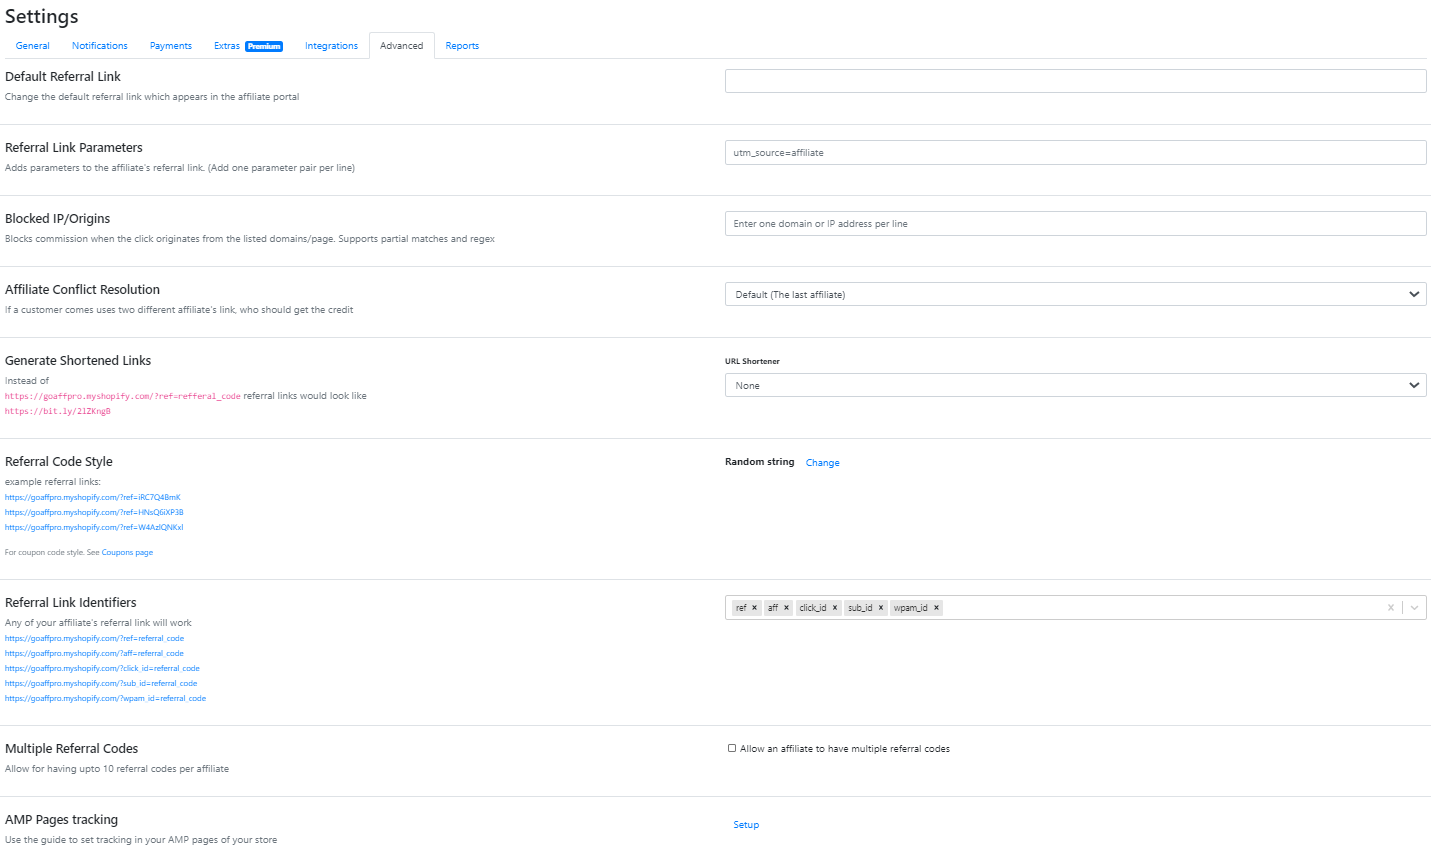 Settings
General Notifications Payments Extras Premium Integrations Advanced Reports
Default Referral Link
Change the default referral link which appears in the affiliate portal
Referral Link Parameters
Adds parameters to the affiliate's referral link. (Add one parameter pair per line)
utm_source=affiliate
Blocked IP/Origins
Blocks commission when the click originates from the listed domains/page. Supports partial matches and regex
Enter one domain or IP address per line
Affiliate Conflict Resolution
If a customer comes uses two different affiliate's link, who should get the credit
Default (The last affiliate)
Generate Shortened Links
Instead of
https://goaffpro.myshopify.com/?ref=refferal_code referral links would look like
https://bit.ly/2lZKngB
URL Shortener
None
Referral Code Style
example referral links:
https://goaffpro.myshopify.com/?ref=iRC7Q4BmK
https://goaffpro.myshopify.com/?ref=HNsQ6iXP3B
https://goaffpro.myshopify.com/?ref=W4AzlQNKxl
For coupon code style. See Coupons page
Random string Change
Referral Link Identifiers
Any of your affiliate's referral link will work
https://goaffpro.myshopify.com/?ref=referral_code
https://goaffpro.myshopify.com/?aff=referral_code
https://goaffpro.myshopify.com/?click_id=referral_code
https://goaffpro.myshopify.com/?sub_id=referral_code
https://goaffpro.myshopify.com/?wpam_id=referral_code
ref × aff × click_id × sub_id × wpam_id ×
Multiple Referral Codes
Allow for having upto 10 referral codes per affiliate
Allow an affiliate to have multiple referral codes
AMP Pages tracking
Use the guide to set tracking in your AMP pages of your store
Setup